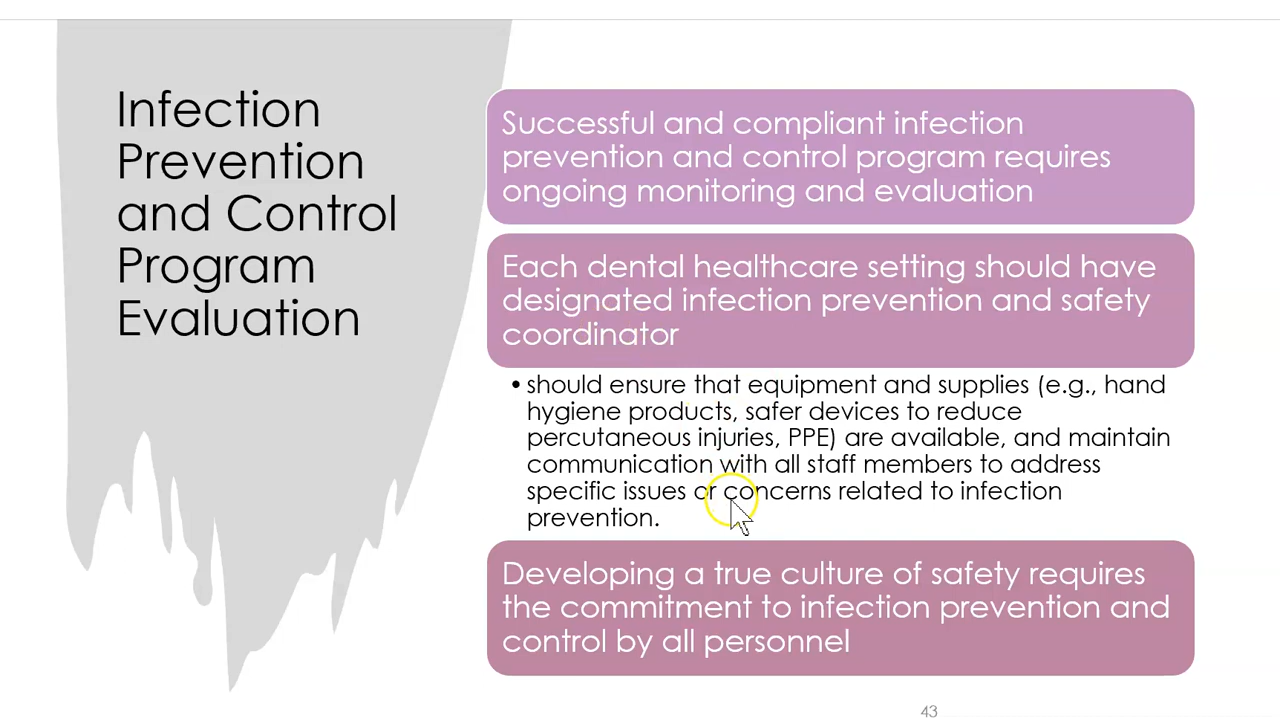 Infection
Prevention
and Control
Program
Evaluation
Successful and compliant infection
prevention and control program requires
ongoing monitoring and evaluation
Each dental healthcare setting should have
designated infection prevention and safety
coordinator
• should ensure that equipment and supplies (e.g., hand
hygiene products, safer devices to reduce
percutaneous injuries, PPE) are available, and maintain
communication with all staff members to address
specific issues or concerns related to infection
prevention.
Developing a true culture of safety requires
the commitment to infection prevention and
control by all personnel
43